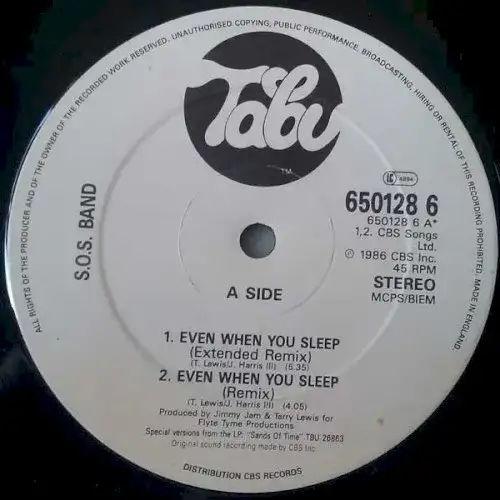 ALL RIGHTS OF THE PRODUCER AND OF THE OWNER OF THE RECORDED WORK RESERVED. UNAUTHORISED COPYING, PUBLIC PERFORMANCE, BROADCASTING, HIRING OR RENTAL OF THIS RECORDING PROHIBITED. MADE IN ENGLAND.
Tabu
TM
LC 4894
S.O.S. BAND
650128 6
650128 6 A*
1,2. CBS Songs
Ltd.
℗ 1986 CBS Inc.
45 RPM
STEREO
MCPS/BIEM
A SIDE
1. EVEN WHEN YOU SLEEP
(Extended Remix)
(T. Lewis/J. Harris III) (5.35)
2. EVEN WHEN YOU SLEEP
(Remix)
(T. Lewis/J. Harris III) (4.05)
Produced by Jimmy Jam & Terry Lewis for
Flyte Tyme Productions
Special versions from the LP. "Sands Of Time". TBU 26863
Original sound recording made by CBS Inc.
DISTRIBUTION CBS RECORDS